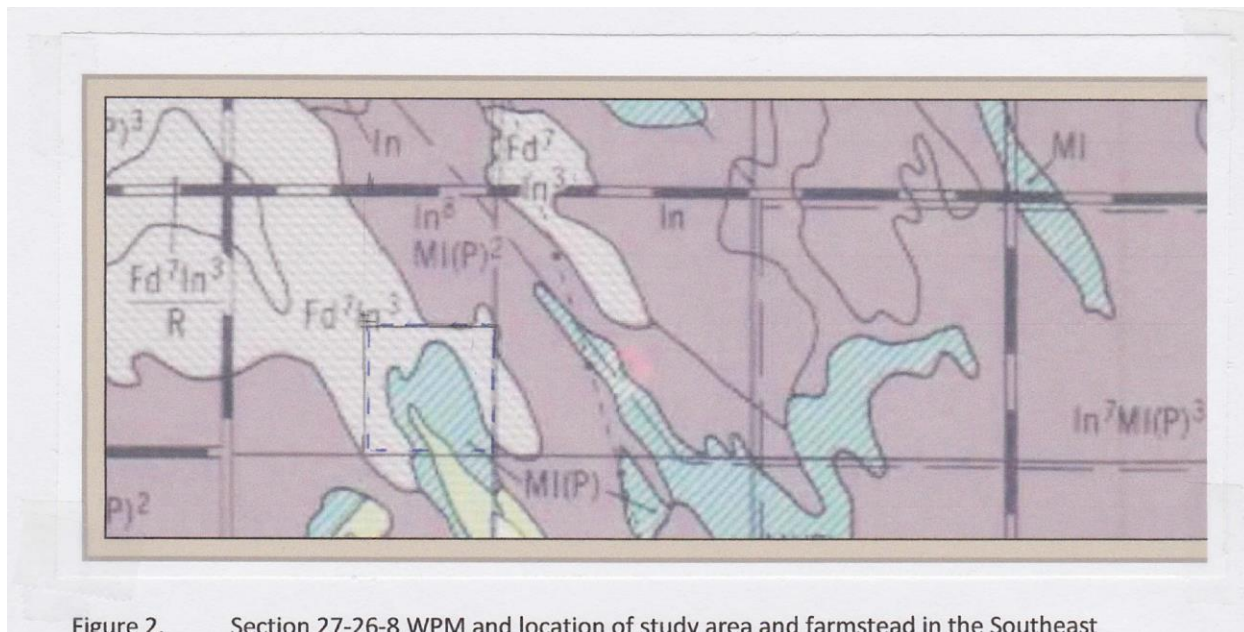 P)³
In
Fd⁷
In³
MI
In⁸
MI(P)²
In
Fd⁷In³
R
Fd⁷In³
In⁷MI(P)³
MI(P)
P)²
Figure 2. Section 27-26-8 WPM and location of study area and farmstead in the Southeast